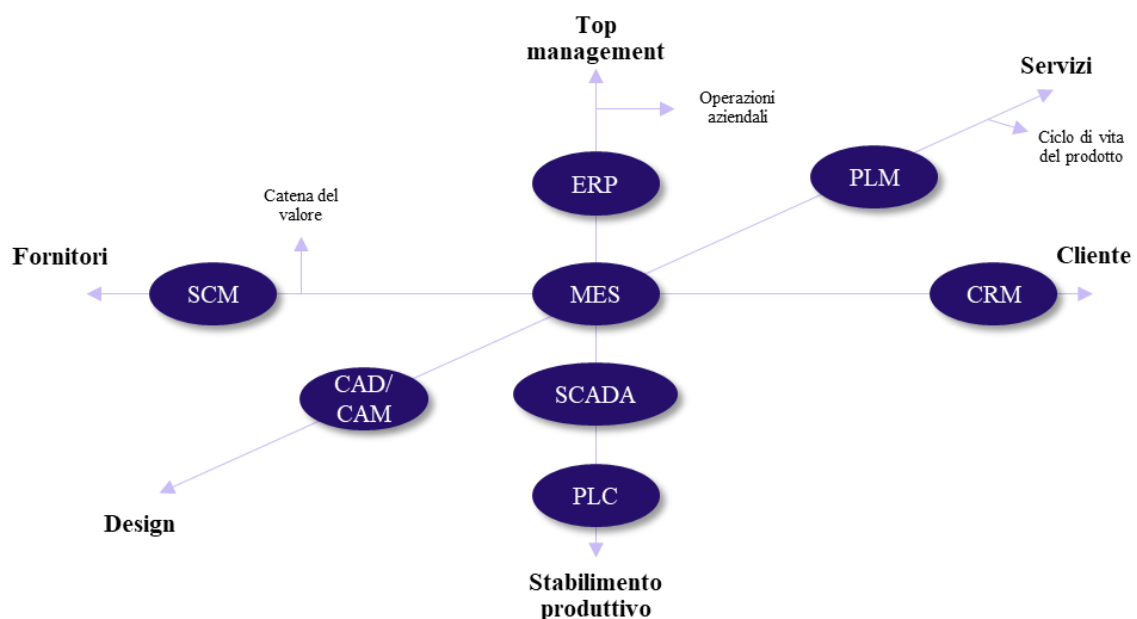 Top
management
Servizi
Operazioni
aziendali
Ciclo di vita
del prodotto
ERP
PLM
Catena del
valore
Fornitori
Cliente
SCM
MES
CRM
CAD/
CAM
SCADA
PLC
Design
Stabilimento
produttivo